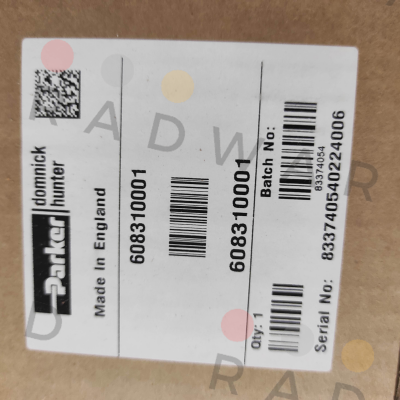 Parker
domnick
hunter
Made In England
608310001
608310001
Batch No:
83374054
Qty: 1
Serial No: 833740540224006
RADWAR
RAD